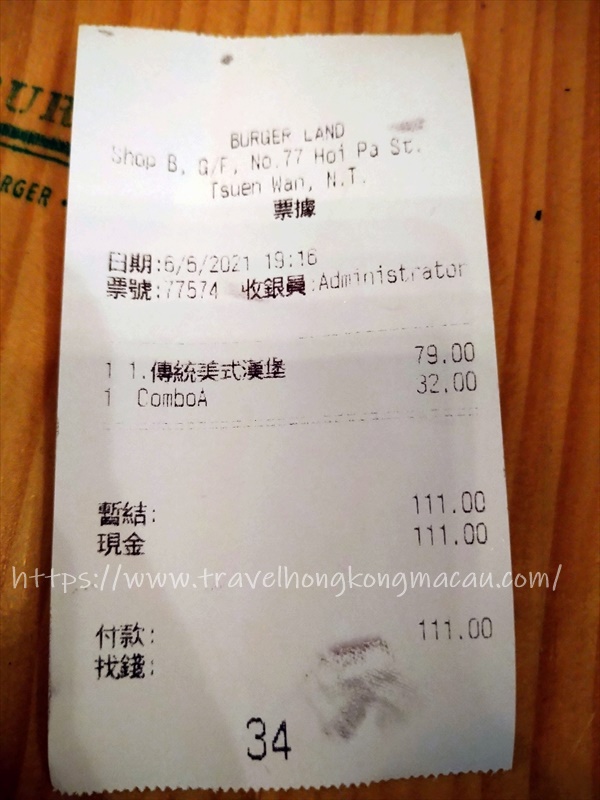 BURGER LAND
Shop B, G/F, No.77 Hoi Pa St.
Tsuen Wan, N.T.
票據
日期:6/6/2021 19:16
票號:77574 收銀員:Administrator
1 1.傳統美式漢堡 79.00
1 ComboA 32.00
暫結: 111.00
現金 111.00
https://www.travelhongkongmacau.com/
付款: 111.00
找錢:
34